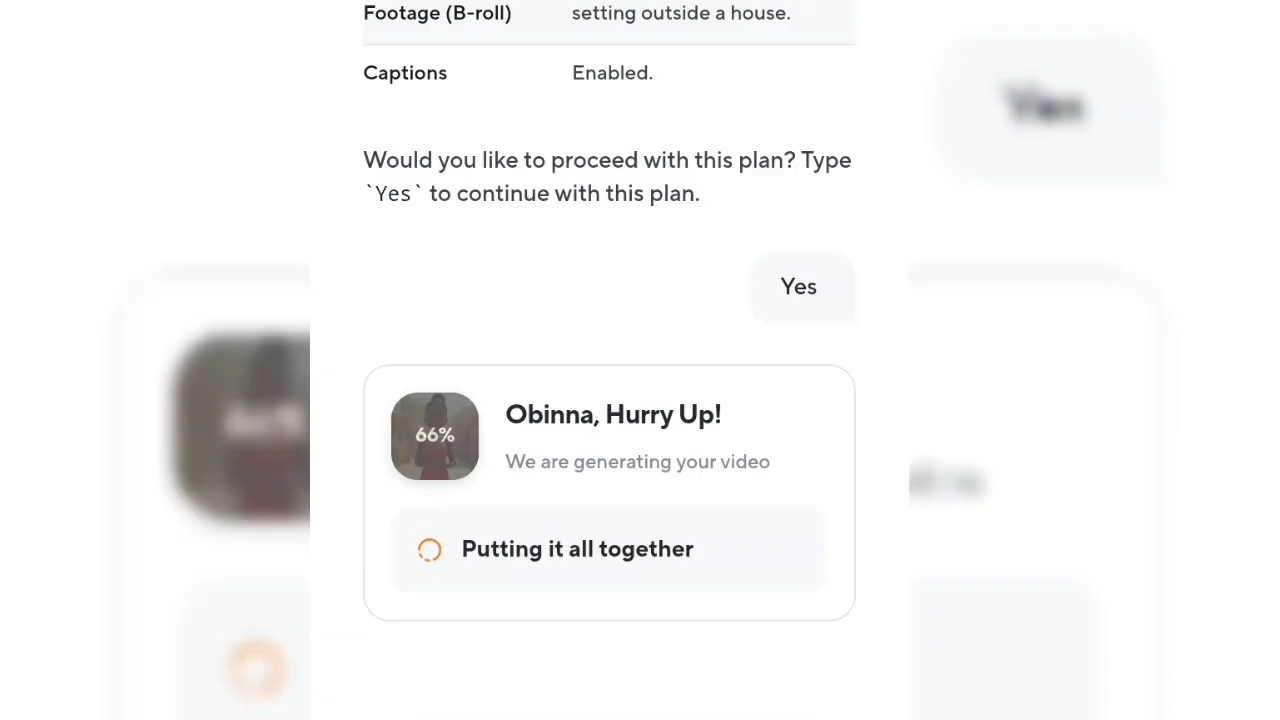 Footage (B-roll) setting outside a house.
Captions Enabled.
Would you like to proceed with this plan? Type
`Yes` to continue with this plan.
Yes
Yes
66%
Obinna, Hurry Up!
We are generating your video
Putting it all together